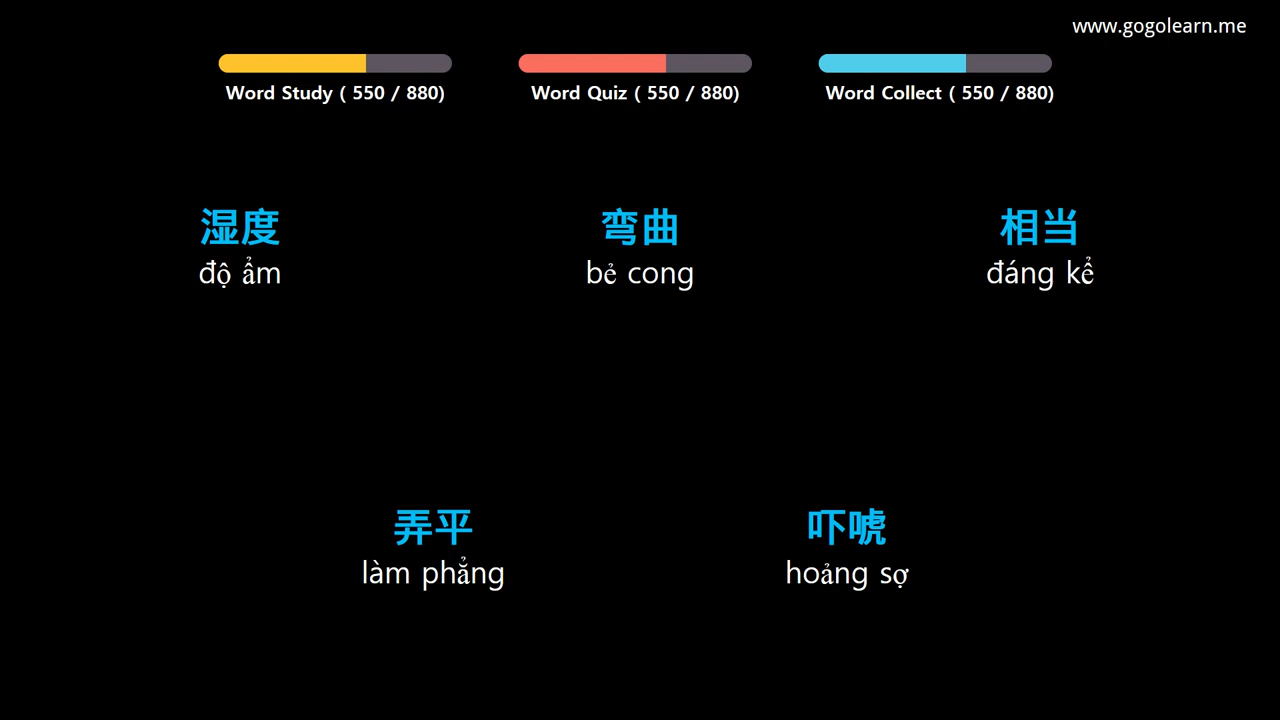 www.gogolearn.me
Word Study ( 550 / 880)
Word Quiz ( 550 / 880)
Word Collect ( 550 / 880)
湿度
độ ẩm
弯曲
bẻ cong
相当
đáng kể
弄平
làm phẳng
吓唬
hoảng sợ